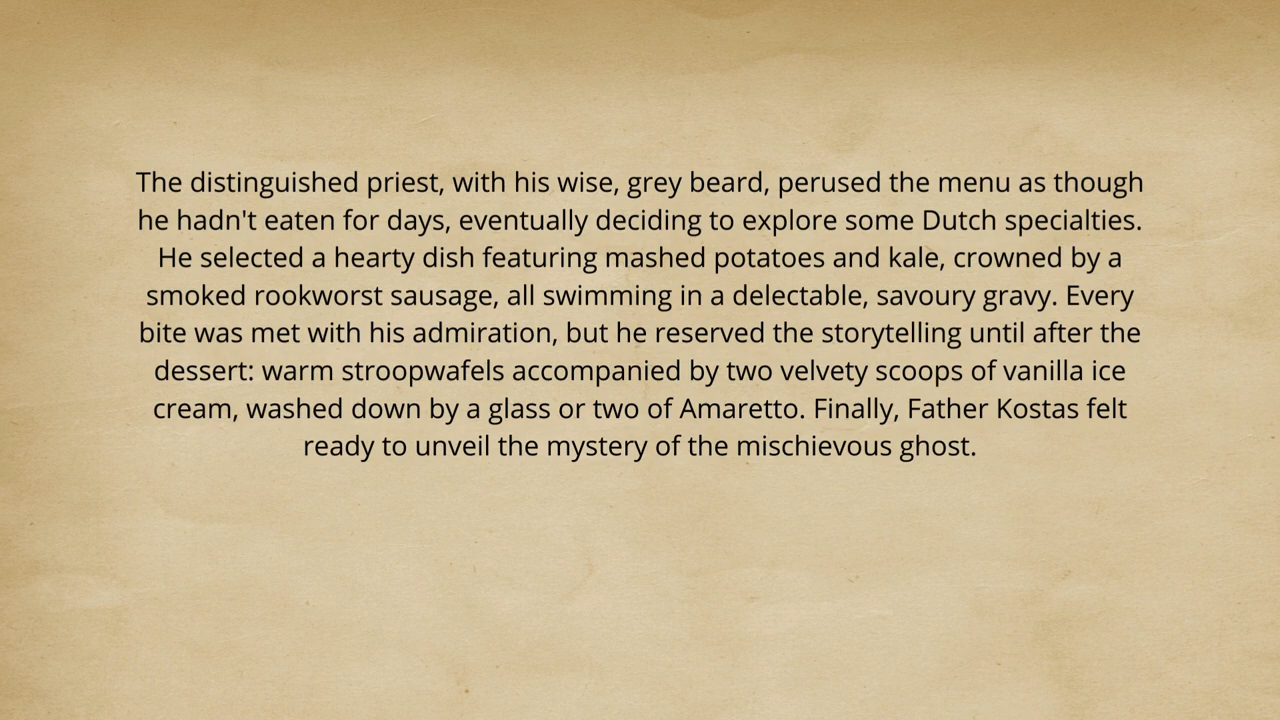 The distinguished priest, with his wise, grey beard, perused the menu as though
he hadn't eaten for days, eventually deciding to explore some Dutch specialties.
He selected a hearty dish featuring mashed potatoes and kale, crowned by a
smoked rookworst sausage, all swimming in a delectable, savoury gravy. Every
bite was met with his admiration, but he reserved the storytelling until after the
dessert: warm stroopwafels accompanied by two velvety scoops of vanilla ice
cream, washed down by a glass or two of Amaretto. Finally, Father Kostas felt
ready to unveil the mystery of the mischievous ghost.